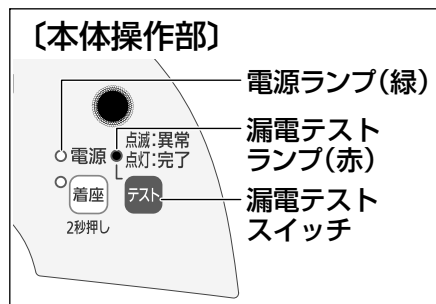 〔本体操作部〕
電源ランプ(緑)
漏電テスト
ランプ(赤)
漏電テスト
スイッチ
電源
点滅:異常
点灯:完了
着座
テスト
2秒押し